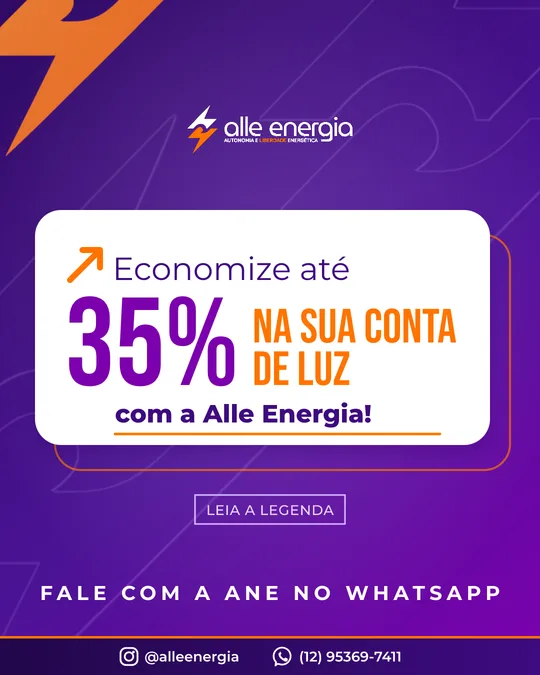 alle energia
AUTONOMIA E LIBERDADE ENERGÉTICA
Economize até
35% NA SUA CONTA
DE LUZ
com a Alle Energia!
LEIA A LEGENDA
FALE COM A ANE NO WHATSAPP
@alleenergia (12) 95369-7411